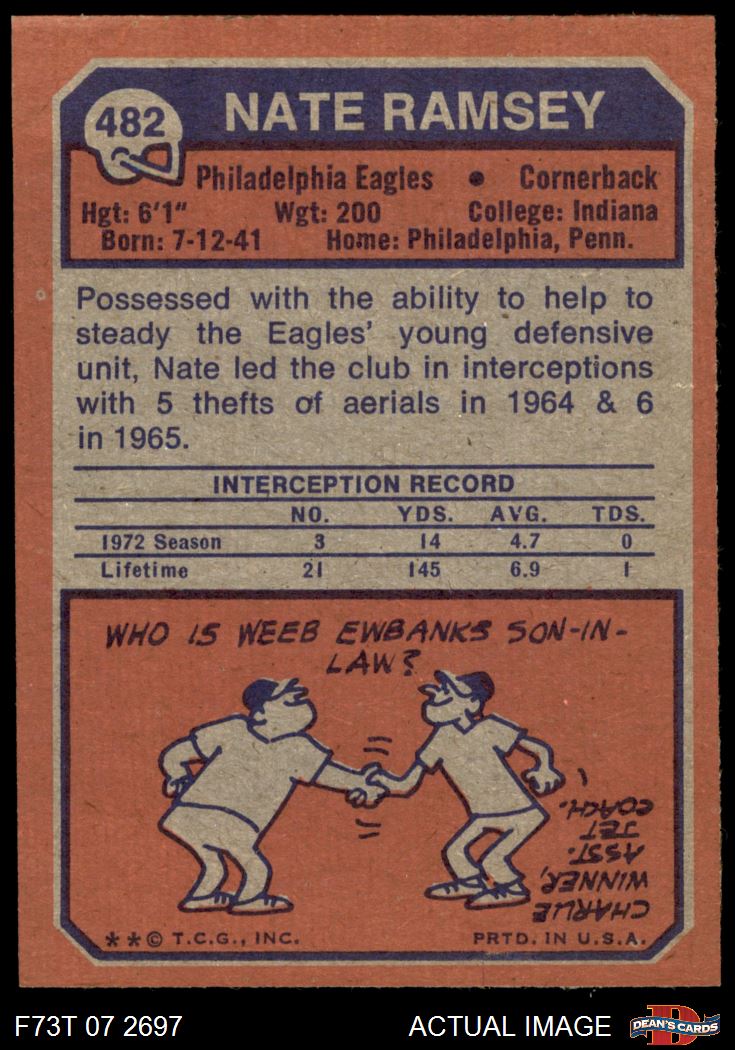 482
NATE RAMSEY
Philadelphia Eagles • Cornerback
Hgt: 6'1" Wgt: 200 College: Indiana
Born: 7-12-41 Home: Philadelphia, Penn.
Possessed with the ability to help to
steady the Eagles' young defensive
unit, Nate led the club in interceptions
with 5 thefts of aerials in 1964 & 6
in 1965.
INTERCEPTION RECORD
NO. YDS. AVG. TDS.
1972 Season 3 14 4.7 0
Lifetime 21 145 6.9 1
WHO IS WEEB EWBANKS SON-IN-
LAW?
CHARLIE
WINNER,
ASST.
JET
COACH.
**© T.C.G., INC. PRTD. IN U.S.A.
F73T 07 2697 ACTUAL IMAGE DEAN'S CARDS